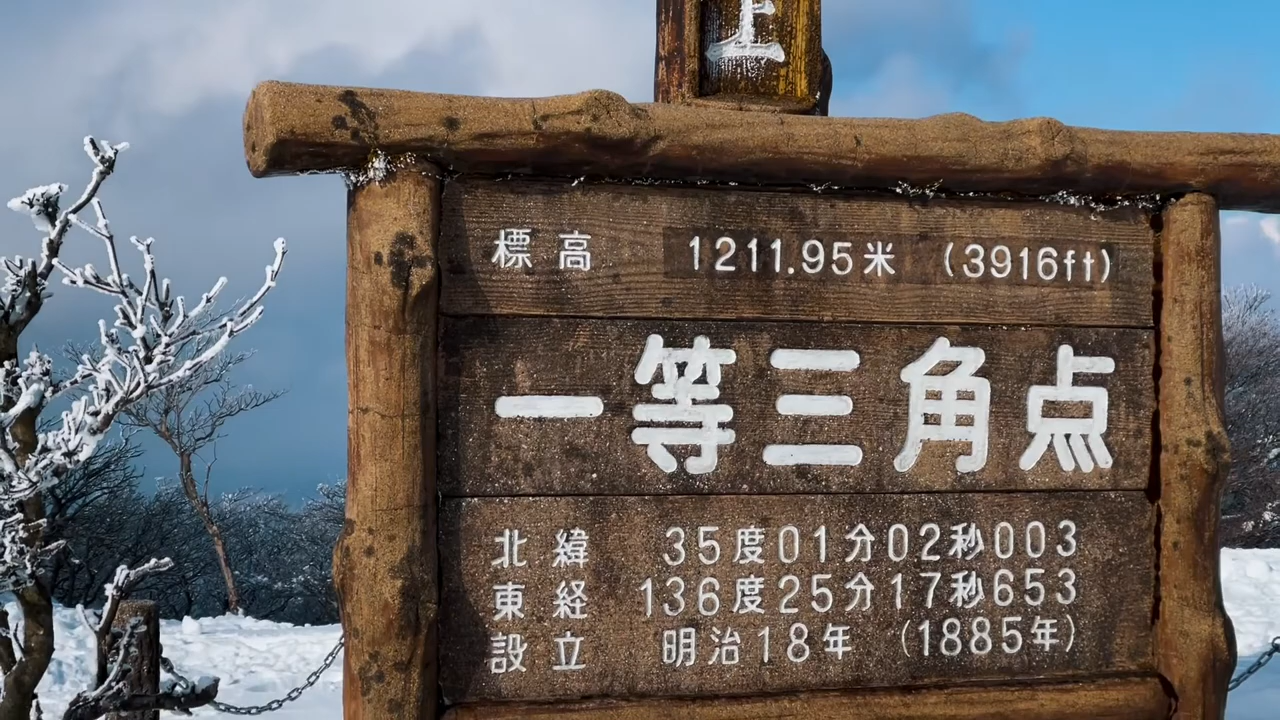 上
標高 1211.95米 (3916ft)
一等三角点
北緯 35度01分02秒003
東経 136度25分17秒653
設立 明治18年 (1885年)